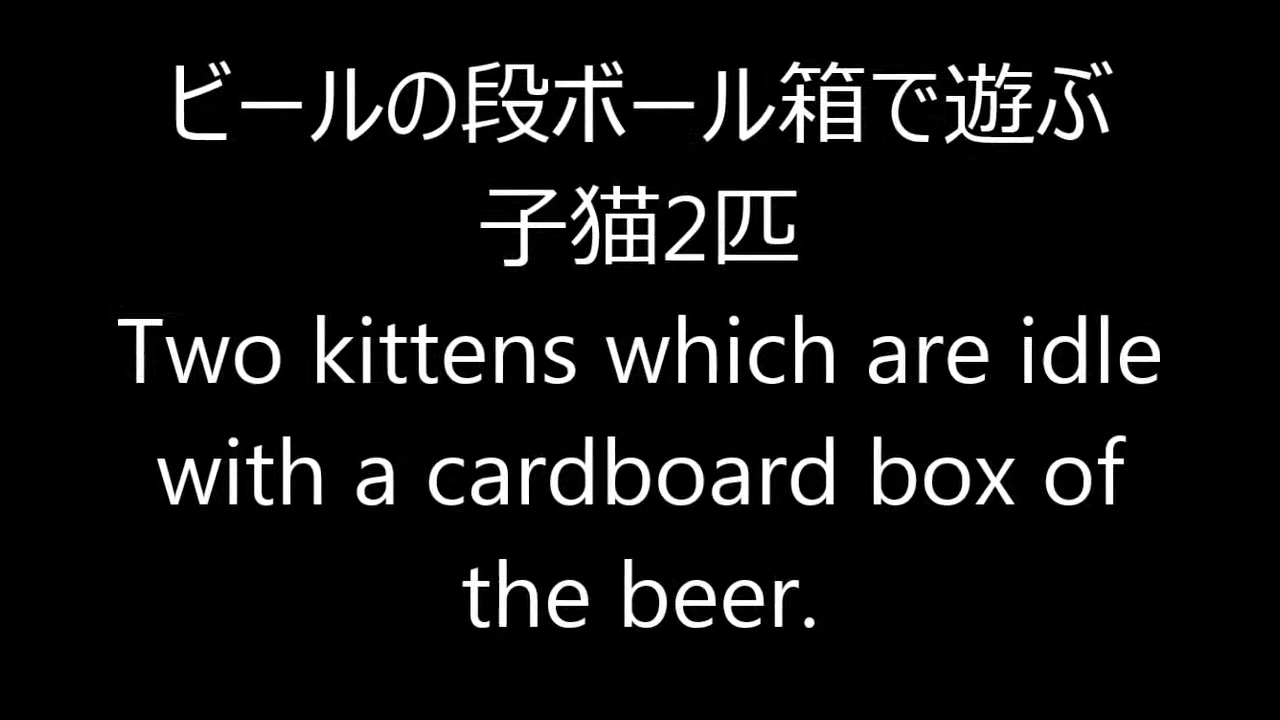 ビールの段ボール箱で遊ぶ
子猫2匹
Two kittens which are idle
with a cardboard box of
the beer.